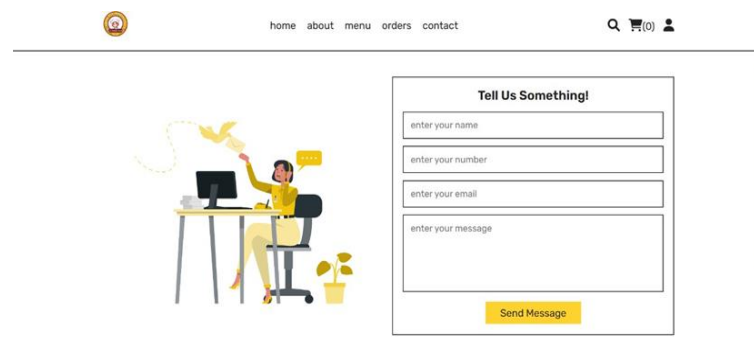 home about menu orders contact (0)
Tell Us Something!
enter your name
enter your number
enter your email
enter your message
Send Message